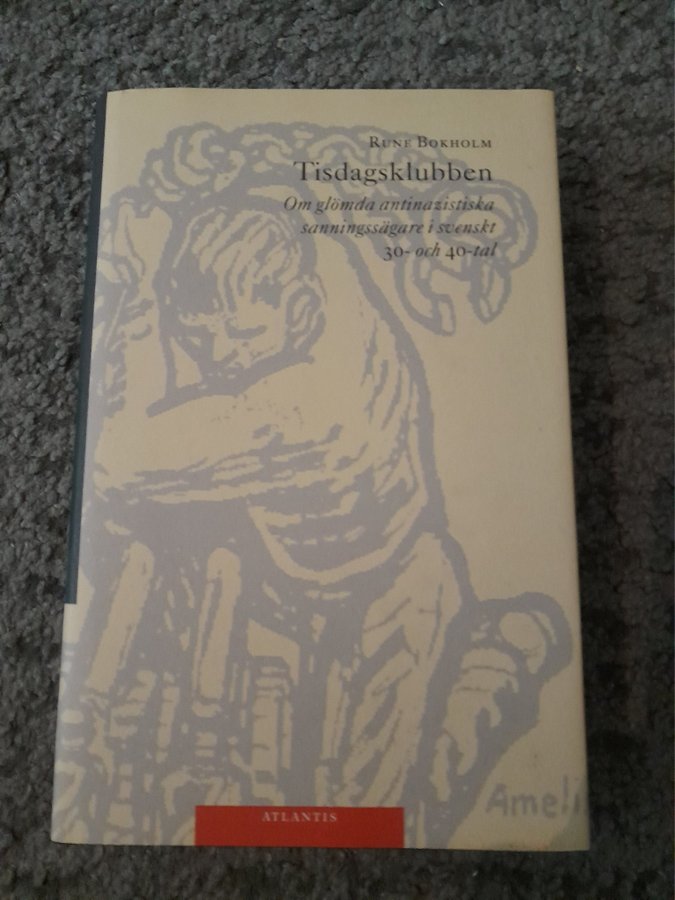 RUNE BOKHOLM
Tisdagsklubben
Om glömda antinazistiska
sanningssägare i svenskt
30- och 40-tal
Ameli
ATLANTIS